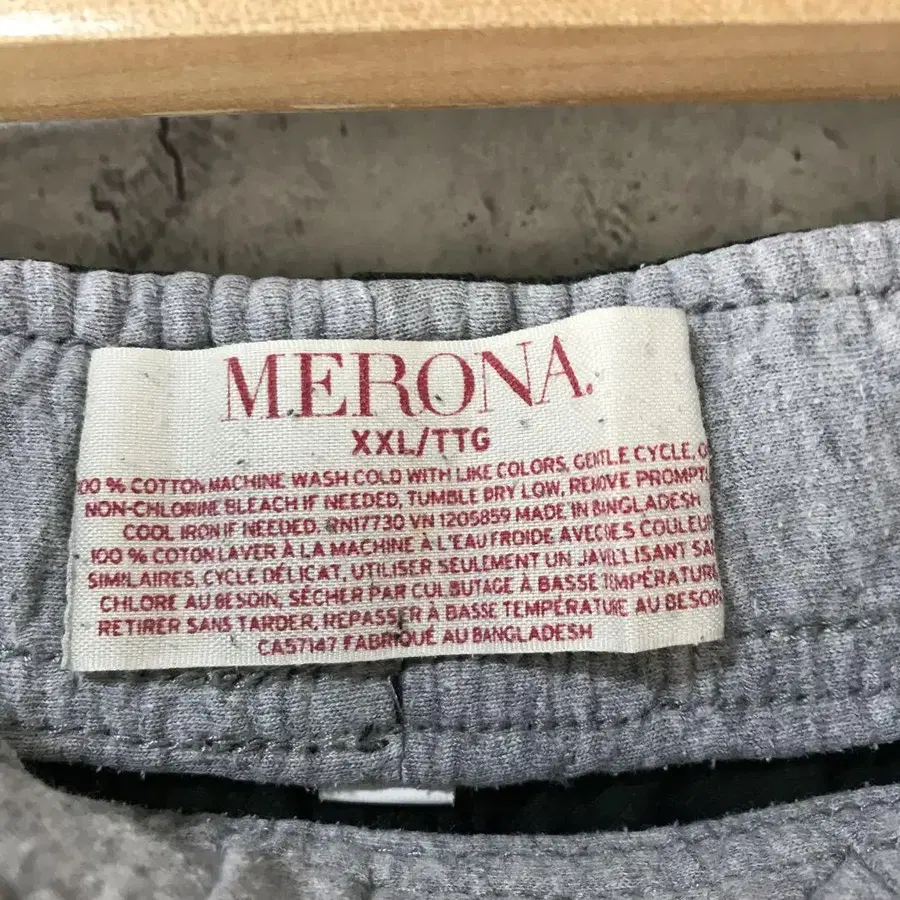 MERONA.
XXL/TTG
00 % COTTON MACHINE WASH COLD WITH LIKE COLORS, GENTLE CYCLE, O
NON-CHLORINE BLEACH IF NEEDED, TUMBLE DRY LOW, REMOVE PROMPT
COOL IRON IF NEEDED. RN17730 VN 1205859 MADE IN BANGLADESH
100 % COTON LAVER À LA MACHINE À L'EAU FROIDE AVEC LES COULEUR
SIMILAIRES, CYCLE DÉLICAT, UTILISER SEULEMENT UN JAVELLISANT SA
CHLORE AU BESOIN, SÉCHER PAR CULBUTAGE À BASSE TEMPÉRATURE
RETIRER SANS TARDER, REPASSER À BASSE TEMPÉRATURE AU BESOIN
CA57147 FABRIQUÉ AU BANGLADESH